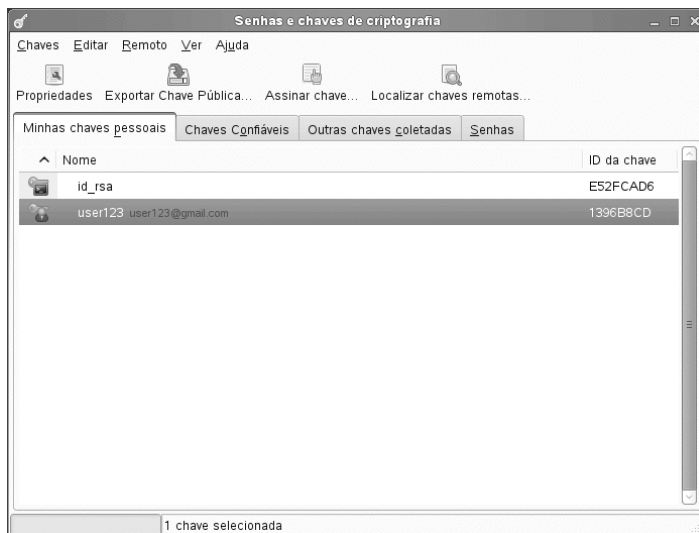 Senhas e chaves de criptografia
Chaves Editar Remoto Ver Ajuda
Propriedades Exportar Chave Pública... Assinar chave... Localizar chaves remotas...
Minhas chaves pessoais Chaves Confiáveis Outras chaves coletadas Senhas
Nome ID da chave
id_rsa E52FCAD6
user123 user123@gmail.com 1396B8CD
1 chave selecionada